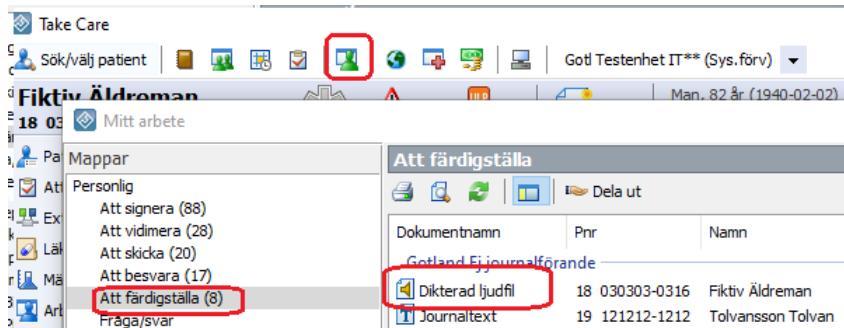 Take Care
Sök/välj patient
Gotl Testenhet IT** (Sys.förv)
Fiktiv Äldreman
Man, 82 år (1940-02-02)
18 03
Mitt arbete
Mappar
Att färdigställa
Personlig
Dela ut
Att signera (88)
Att vidimera (28)
Dokumentnamn Pnr Namn
Att skicka (20)
Gotland Ej journalförande
Att besvara (17)
Att färdigställa (8)
Dikterad ljudfil 18 030303-0316 Fiktiv Äldreman
Fråga/svar
Journaltext 19 121212-1212 Tolvansson Tolvan